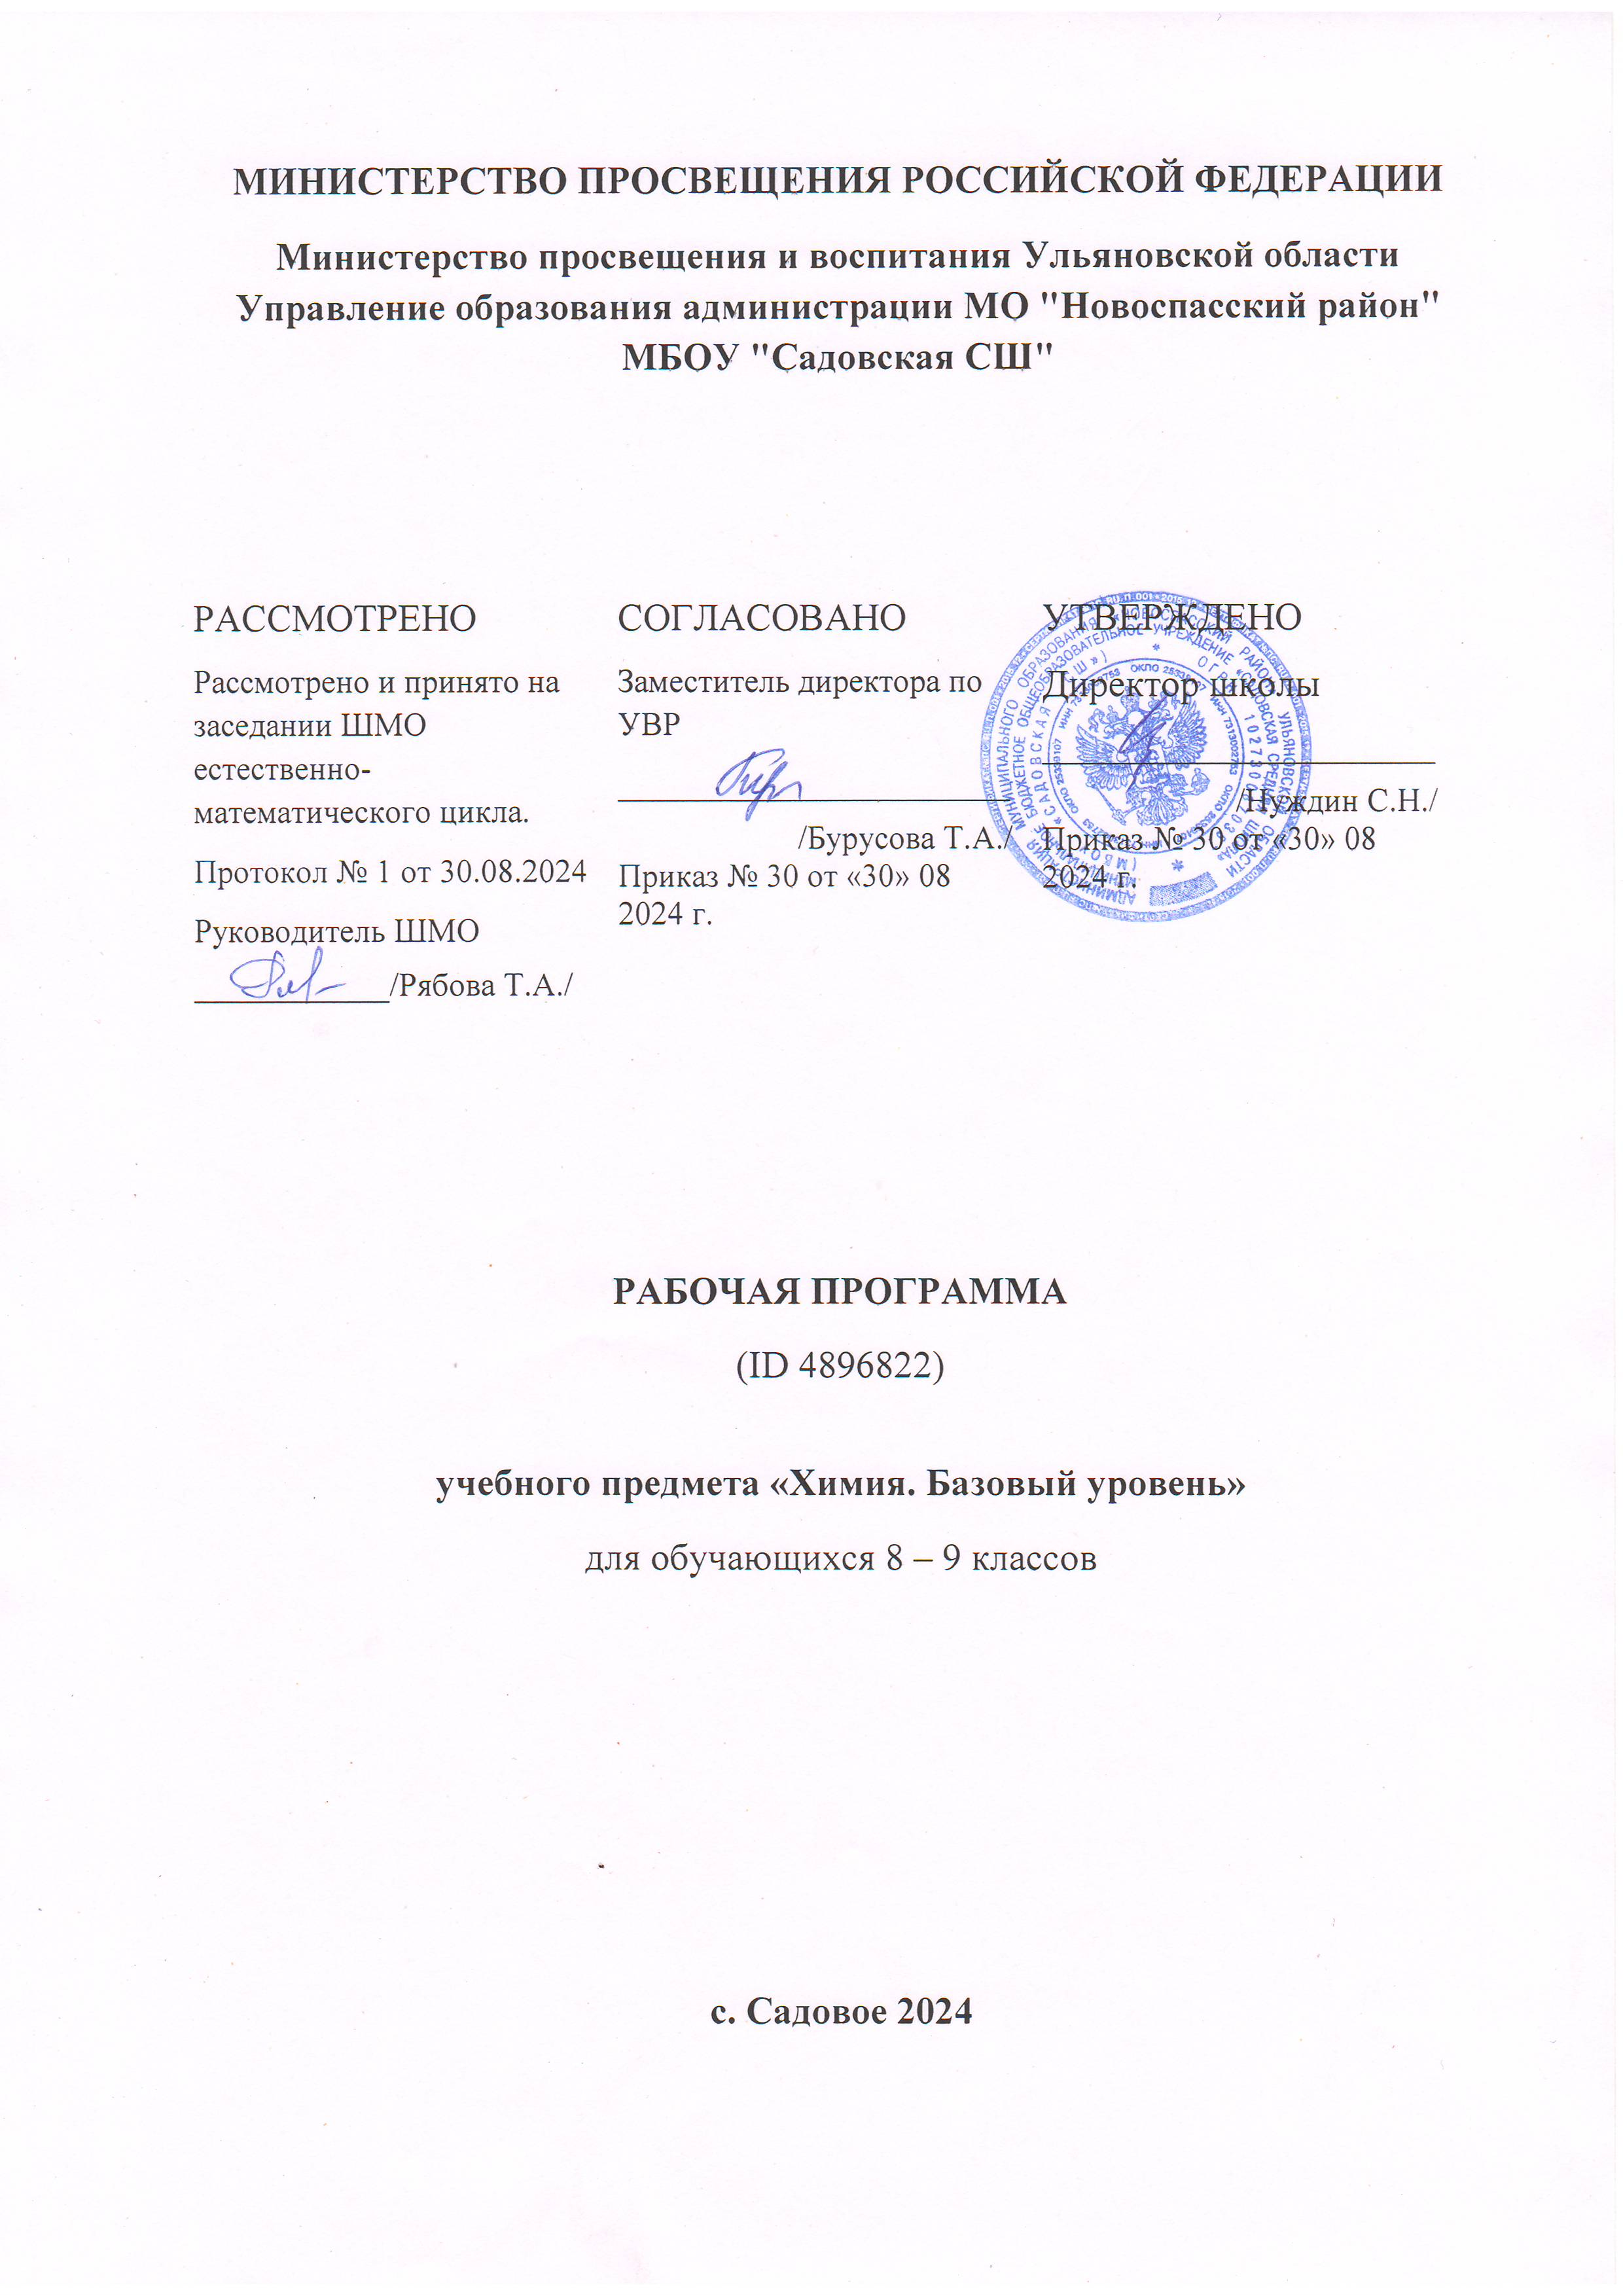 МИНИСТЕРСТВО ПРОСВЕЩЕНИЯ РОССИЙСКОЙ ФЕДЕРАЦИИ
Министерство просвещения и воспитания Ульяновской области
Управление образования администрации МО "Новоспасский район"
МБОУ "Садовская СШ"
РАССМОТРЕНО
Рассмотрено и принято на
заседании ШМО
естественно-
математического цикла.
Протокол № 1 от 30.08.2024
Руководитель ШМО
/Рябова Т.А./
СОГЛАСОВАНО
Заместитель директора по
УВР
/Бурусова Т.А./
Приказ № 30 от «30» 08
2024 г.
УТВЕРЖДЕНО
Директор школы
/Нуждин С.Н./
Приказ № 30 от «30» 08
2024 г.
РАБОЧАЯ ПРОГРАММА
(ID 4896822)
учебного предмета «Химия. Базовый уровень»
для обучающихся 8 – 9 классов
с. Садовое 2024